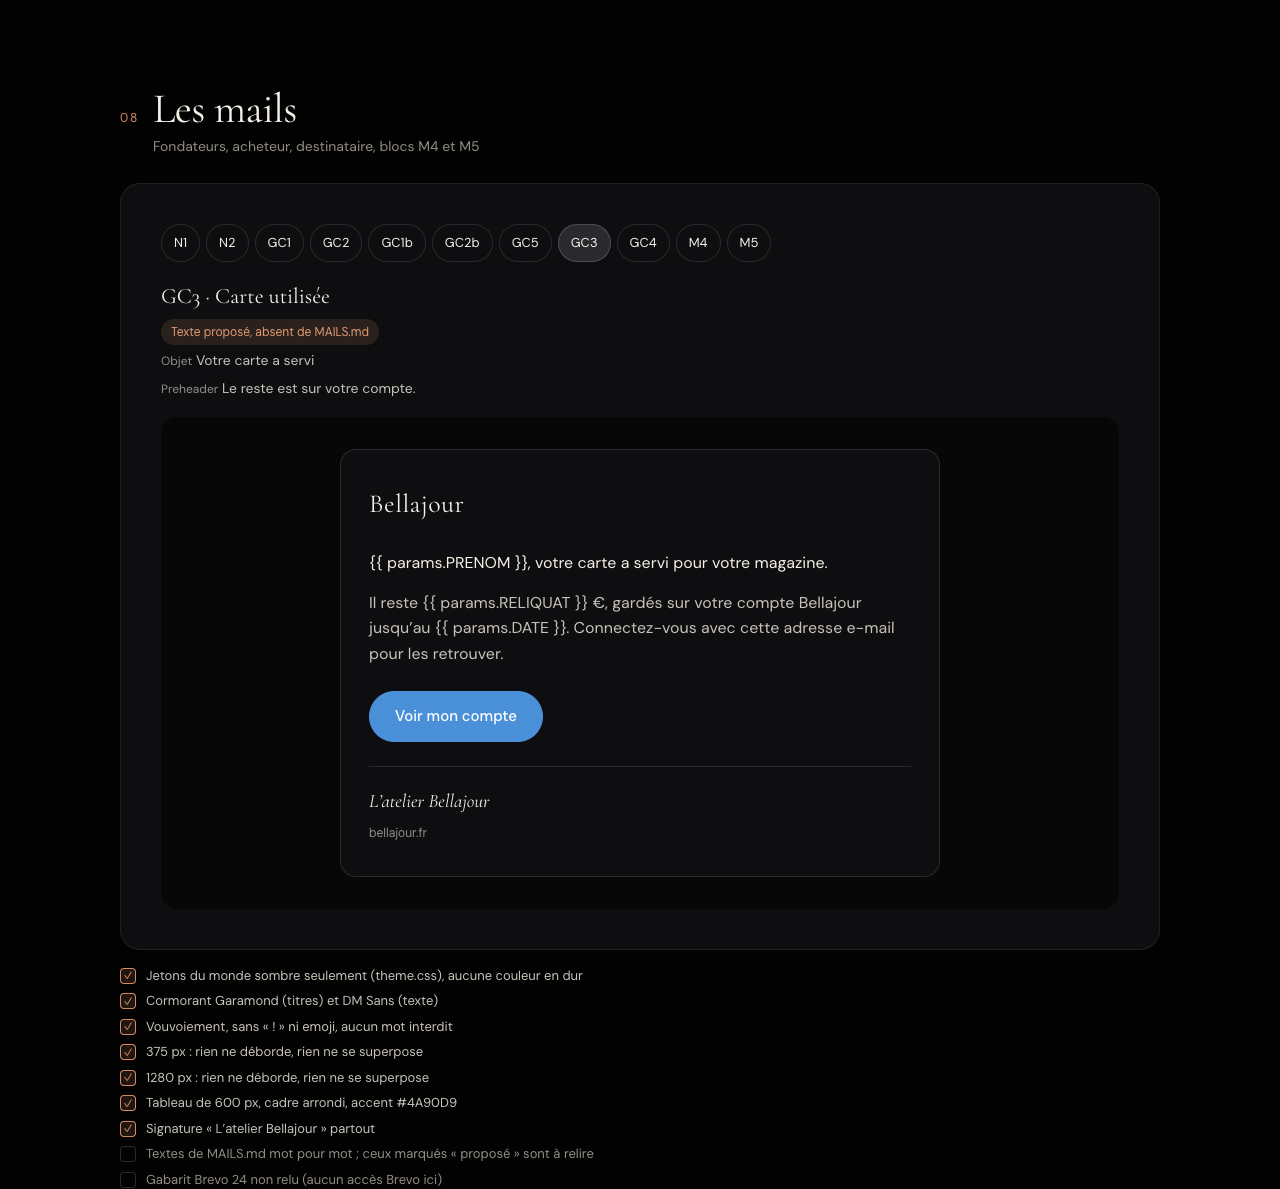 08 Les mails
Fondateurs, acheteur, destinataire, blocs M4 et M5
N1 N2 GC1 GC2 GC1b GC2b GC5 GC3 GC4 M4 M5
GC3 · Carte utilisée
Texte proposé, absent de MAILS.md
Objet Votre carte a servi
Preheader Le reste est sur votre compte.
Bellajour
{{ params.PRENOM }}, votre carte a servi pour votre magazine.
Il reste {{ params.RELIQUAT }} €, gardés sur votre compte Bellajour
jusqu’au {{ params.DATE }}. Connectez-vous avec cette adresse e-mail
pour les retrouver.
Voir mon compte
L’atelier Bellajour
bellajour.fr
Jetons du monde sombre seulement (theme.css), aucune couleur en dur
Cormorant Garamond (titres) et DM Sans (texte)
Vouvoiement, sans « ! » ni emoji, aucun mot interdit
375 px : rien ne déborde, rien ne se superpose
1280 px : rien ne déborde, rien ne se superpose
Tableau de 600 px, cadre arrondi, accent #4A90D9
Signature « L’atelier Bellajour » partout
Textes de MAILS.md mot pour mot ; ceux marqués « proposé » sont à relire
Gabarit Brevo 24 non relu (aucun accès Brevo ici)